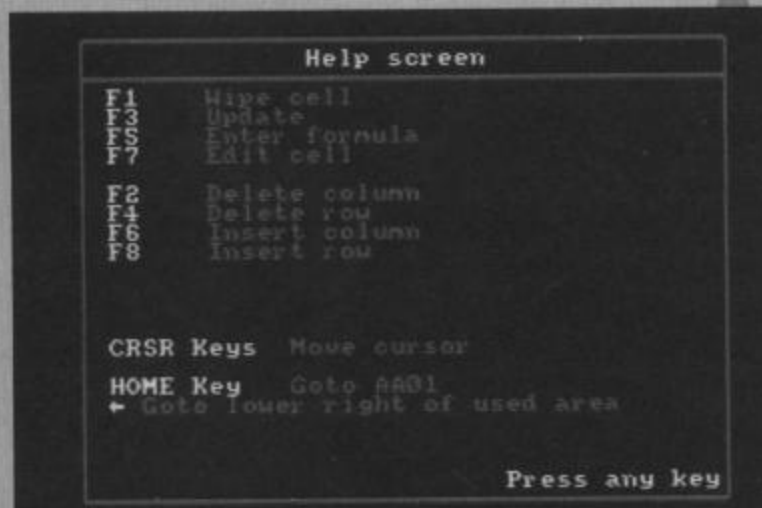 Help screen
F1 Wipe cell
F3 Update
F5 Enter formula
F7 Edit cell
F2 Delete column
F4 Delete row
F6 Insert column
F8 Insert row
CRSR Keys Move cursor
HOME Key Goto AA01
← Goto lower right of used area
Press any key